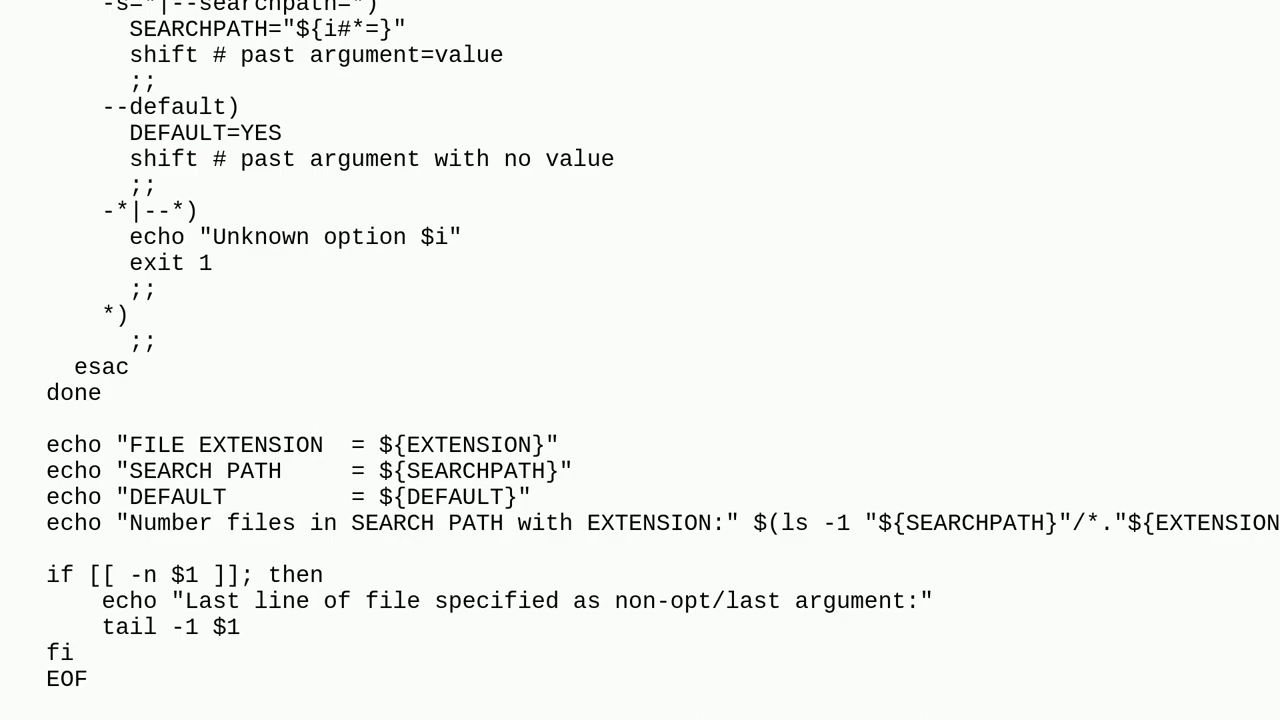 -s=*|--searchpath=*)
SEARCHPATH="${i#*=}"
shift # past argument=value
;;
--default)
DEFAULT=YES
shift # past argument with no value
;;
-*|--*)
echo "Unknown option $i"
exit 1
;;
*)
;;
esac
done
echo "FILE EXTENSION  = ${EXTENSION}"
echo "SEARCH PATH     = ${SEARCHPATH}"
echo "DEFAULT         = ${DEFAULT}"
echo "Number files in SEARCH PATH with EXTENSION:" $(ls -1 "${SEARCHPATH}"/*."${EXTENSION
if [[ -n $1 ]]; then
echo "Last line of file specified as non-opt/last argument:"
tail -1 $1
fi
EOF